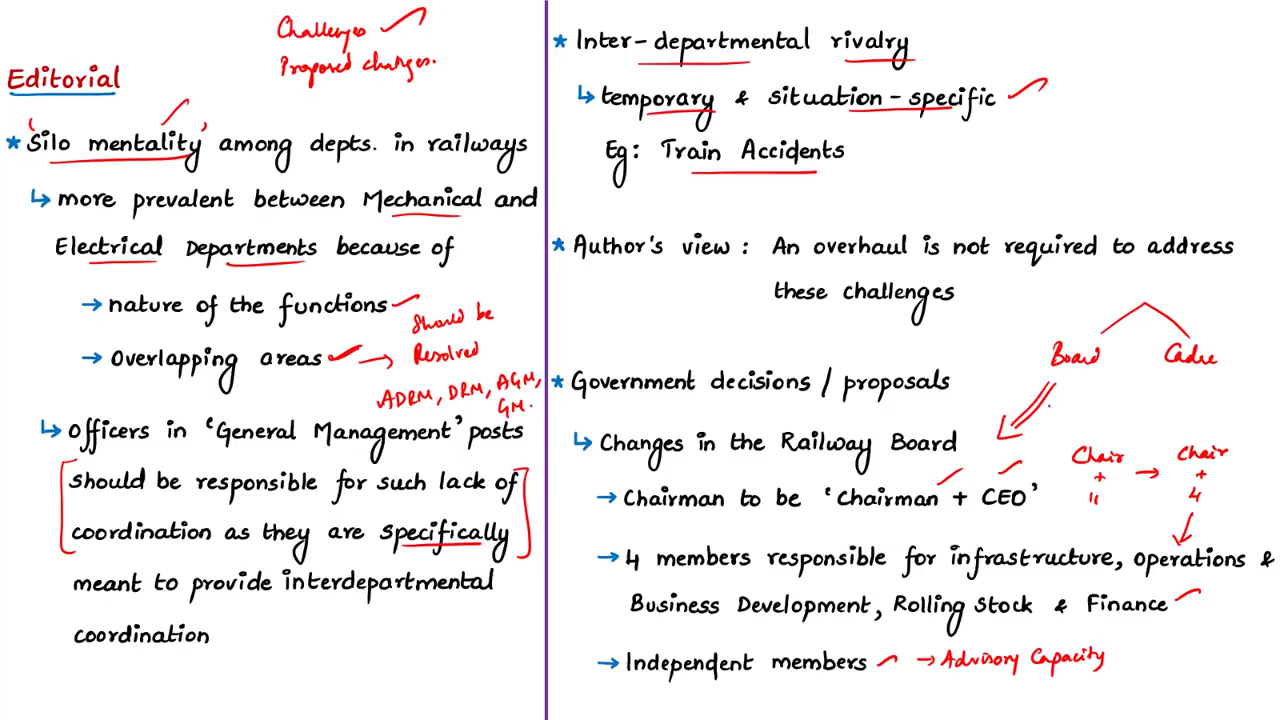 Challenges
Proposed changes.
Editorial
* 'Silo mentality' among depts. in railways
↳ more prevalent between Mechanical and
Electrical Departments because of
→ nature of the functions
→ Overlapping areas → Should be
Resolved
ADRM, DRM, AGM,
GM.
↳ Officers in 'General Management' posts
should be responsible for such lack of
coordination as they are specifically
meant to provide interdepartmental
coordination
* Inter-departmental rivalry
↳ temporary & situation-specific
Eg: Train Accidents
* Author's view: An overhaul is not required to address
these challenges
Board Cadre
* Government decisions / proposals
↳ Changes in the Railway Board
Chair + 11 → Chair + 4
→ Chairman to be 'Chairman + CEO'
→ 4 members responsible for infrastructure, operations &
Business Development, Rolling Stock & Finance
→ Independent members → Advisory Capacity